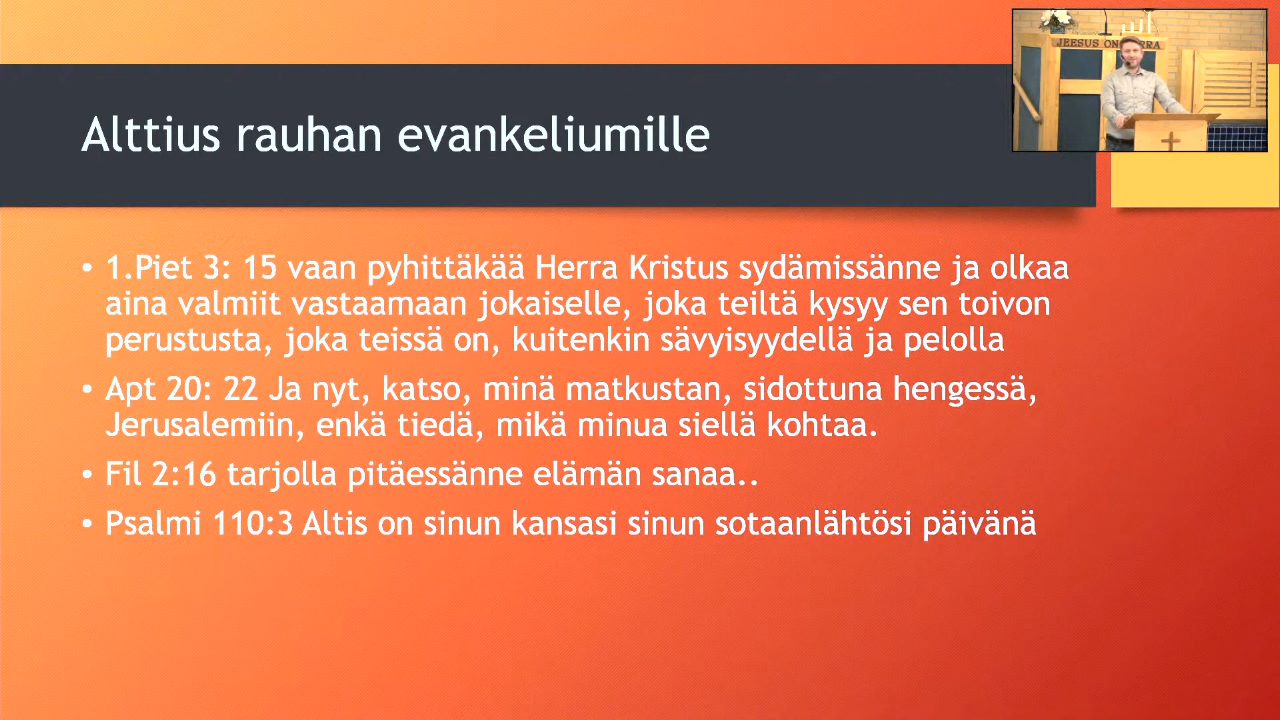 JEESUS ON HERRA
Alttius rauhan evankeliumille
• 1.Piet 3: 15 vaan pyhittäkää Herra Kristus sydämissänne ja olkaa
aina valmiit vastaamaan jokaiselle, joka teiltä kysyy sen toivon
perustusta, joka teissä on, kuitenkin sävyisyydellä ja pelolla
• Apt 20: 22 Ja nyt, katso, minä matkustan, sidottuna hengessä,
Jerusalemiin, enkä tiedä, mikä minua siellä kohtaa.
• Fil 2:16 tarjolla pitäessänne elämän sanaa..
• Psalmi 110:3 Altis on sinun kansasi sinun sotaanlähtösi päivänä